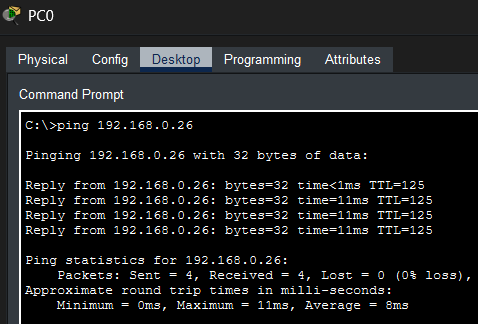 PC0
Physical Config Desktop Programming Attributes
Command Prompt
C:\>ping 192.168.0.26
Pinging 192.168.0.26 with 32 bytes of data:
Reply from 192.168.0.26: bytes=32 time<1ms TTL=125
Reply from 192.168.0.26: bytes=32 time=11ms TTL=125
Reply from 192.168.0.26: bytes=32 time=11ms TTL=125
Reply from 192.168.0.26: bytes=32 time=11ms TTL=125
Ping statistics for 192.168.0.26:
Packets: Sent = 4, Received = 4, Lost = 0 (0% loss),
Approximate round trip times in milli-seconds:
Minimum = 0ms, Maximum = 11ms, Average = 8ms